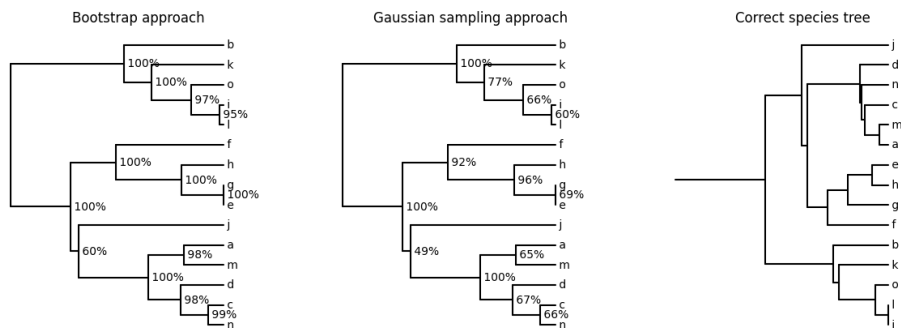 Bootstrap approach
b
100%
k
100%
o
97%
i
95%
l
f
100%
h
100%
g
100%
e
100%
j
60%
a
98%
m
100%
d
98%
c
99%
n
Gaussian sampling approach
b
100%
k
77%
o
66%
i
60%
l
f
92%
h
96%
g
69%
e
100%
j
49%
a
65%
m
100%
d
67%
c
66%
n
Correct species tree
j
d
n
c
m
a
e
h
g
f
b
k
o
l
i